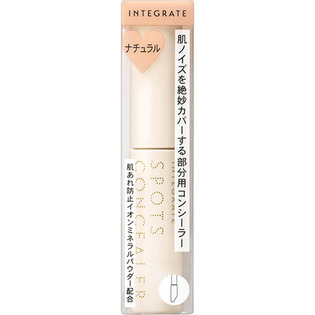 INTEGRATE
ナチュラル
肌ノイズを絶妙カバーする部分用コンシーラー
INTEGRATE
SPOTS
CONCEALER
肌あれ防止イオンミネラルパウダー配合